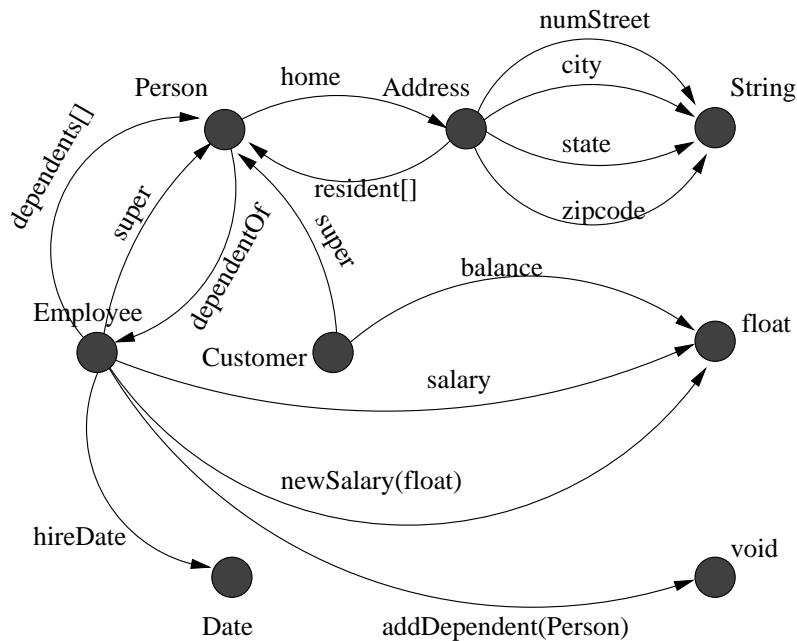 numStreet
home
city
Person
Address
String
dependents[]
state
resident[]
super
zipcode
dependentOf
super
balance
Employee
float
Customer
salary
newSalary(float)
hireDate
void
Date
addDependent(Person)